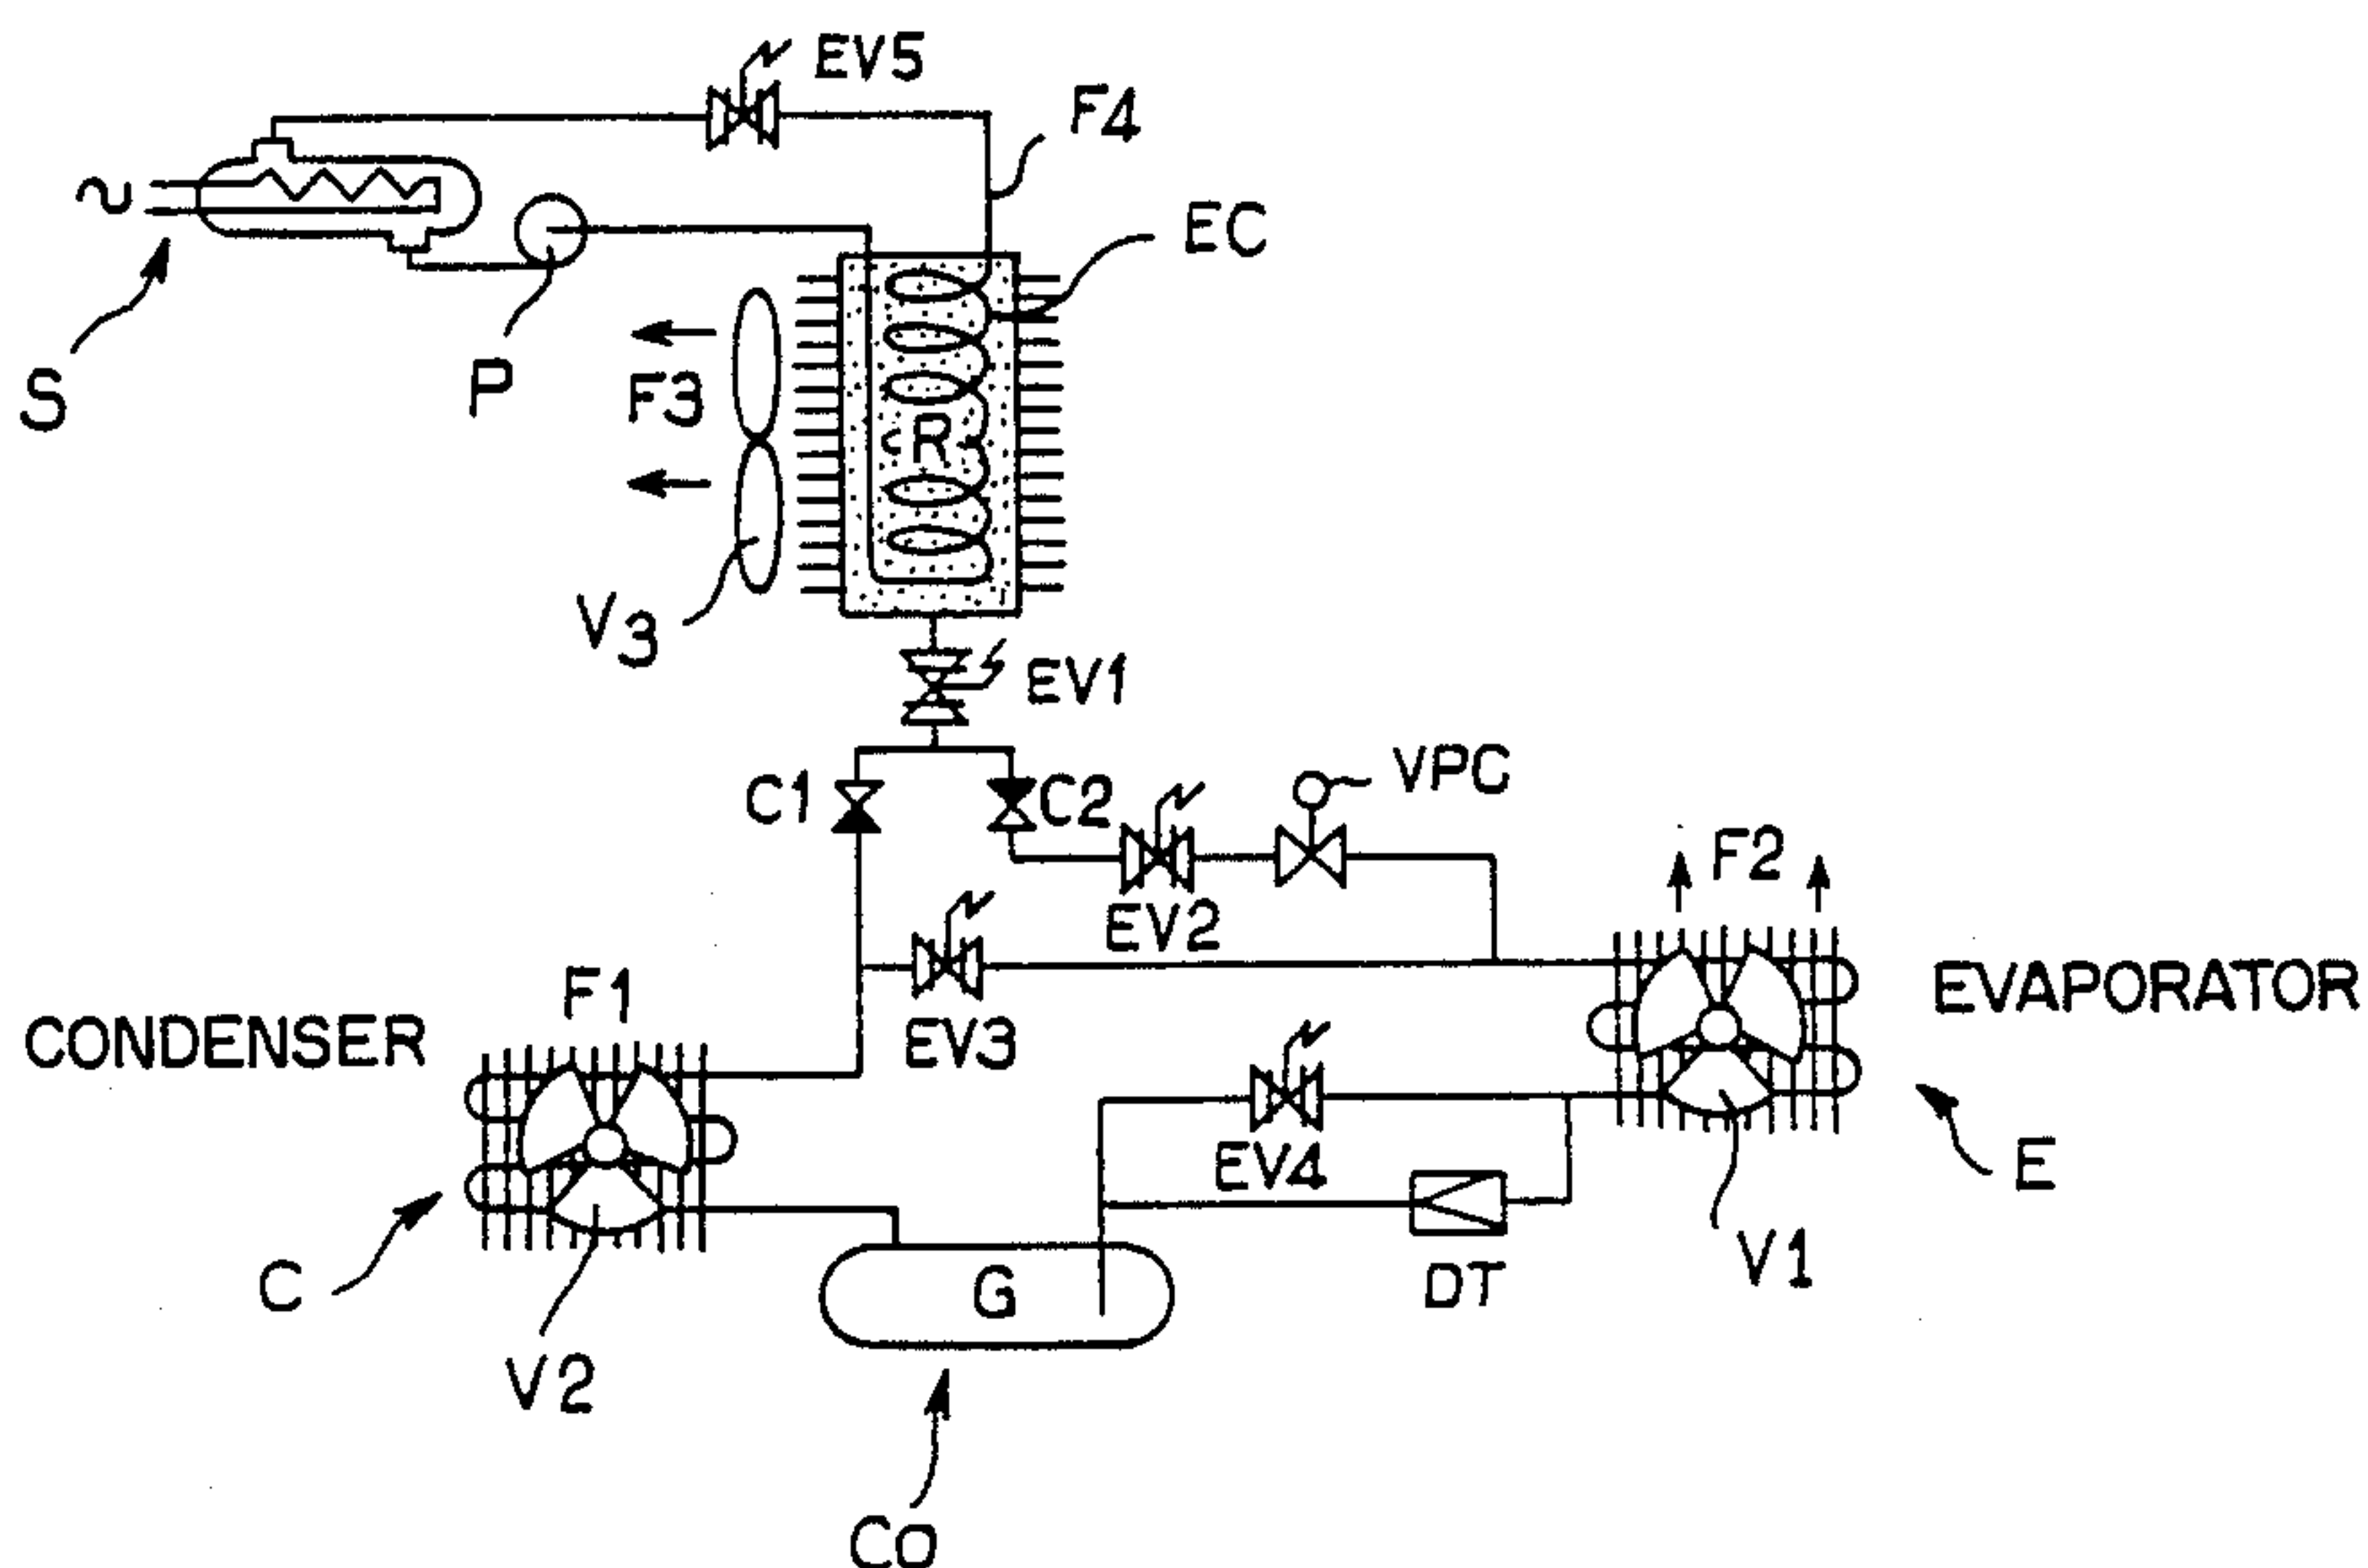 EV5
F4
EC
S
P
F3
R
V3
EV1
C1
C2
VPC
EV2
F2
F1
CONDENSER
EV3
EVAPORATOR
EV4
E
C
G
DT
V1
V2
Co